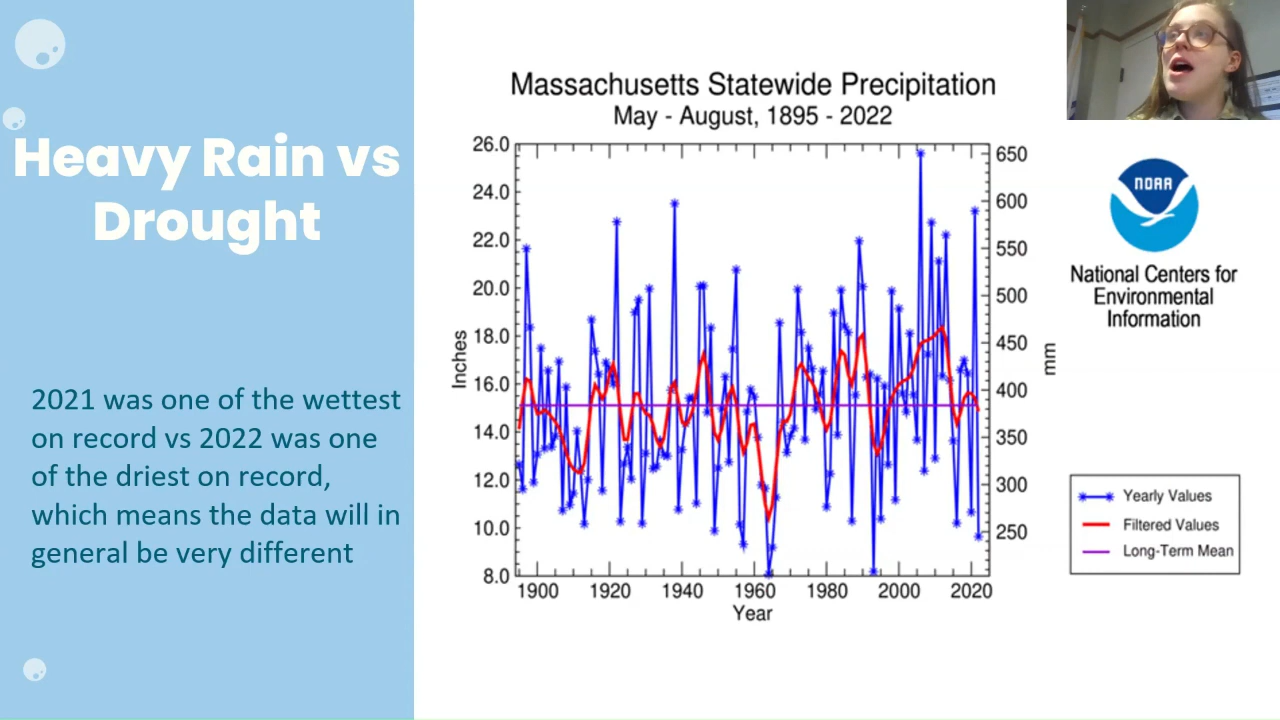 Heavy Rain vs
Drought
2021 was one of the wettest
on record vs 2022 was one
of the driest on record,
which means the data will in
general be very different
Massachusetts Statewide Precipitation
May - August, 1895 - 2022
26.0
24.0
22.0
20.0
18.0
16.0
14.0
12.0
10.0
8.0
Inches
650
600
550
500
450
400
350
300
250
mm
1900 1920 1940 1960 1980 2000 2020
Year
NOAA
National Centers for
Environmental
Information
Yearly Values
Filtered Values
Long-Term Mean